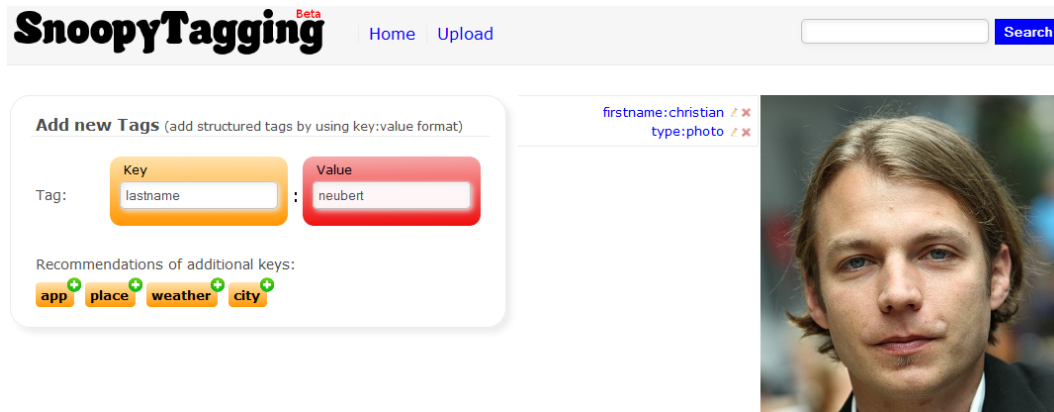 SnoopyTagging Beta
Home Upload
Search
Add new Tags (add structured tags by using key:value format)
Tag:
Key
lastname
:
Value
neubert
Recommendations of additional keys:
app place weather city
firstname:christian
type:photo